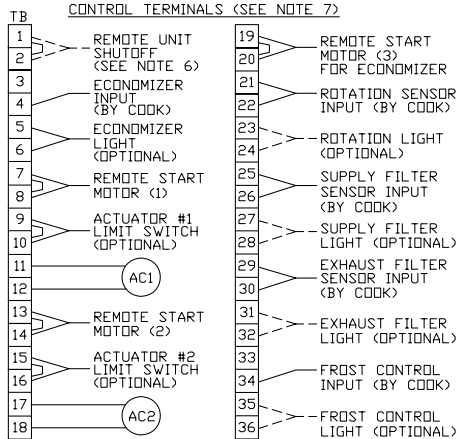 CONTROL TERMINALS (SEE NOTE 7)
TB
1
2
REMOTE UNIT
SHUTOFF
(SEE NOTE 6)
3
4
ECONOMIZER
INPUT
(BY COOK)
5
6
ECONOMIZER
LIGHT
(OPTIONAL)
7
8
REMOTE START
MOTOR (1)
9
10
ACTUATOR #1
LIMIT SWITCH
(OPTIONAL)
11
12
AC1
13
14
REMOTE START
MOTOR (2)
15
16
ACTUATOR #2
LIMIT SWITCH
(OPTIONAL)
17
18
AC2
19
20
REMOTE START
MOTOR (3)
FOR ECONOMIZER
21
22
ROTATION SENSOR
INPUT (BY COOK)
23
24
ROTATION LIGHT
(OPTIONAL)
25
26
SUPPLY FILTER
SENSOR INPUT
(BY COOK)
27
28
SUPPLY FILTER
LIGHT (OPTIONAL)
29
30
EXHAUST FILTER
SENSOR INPUT
(BY COOK)
31
32
EXHAUST FILTER
LIGHT (OPTIONAL)
33
34
FROST CONTROL
INPUT (BY COOK)
35
36
FROST CONTROL
LIGHT (OPTIONAL)